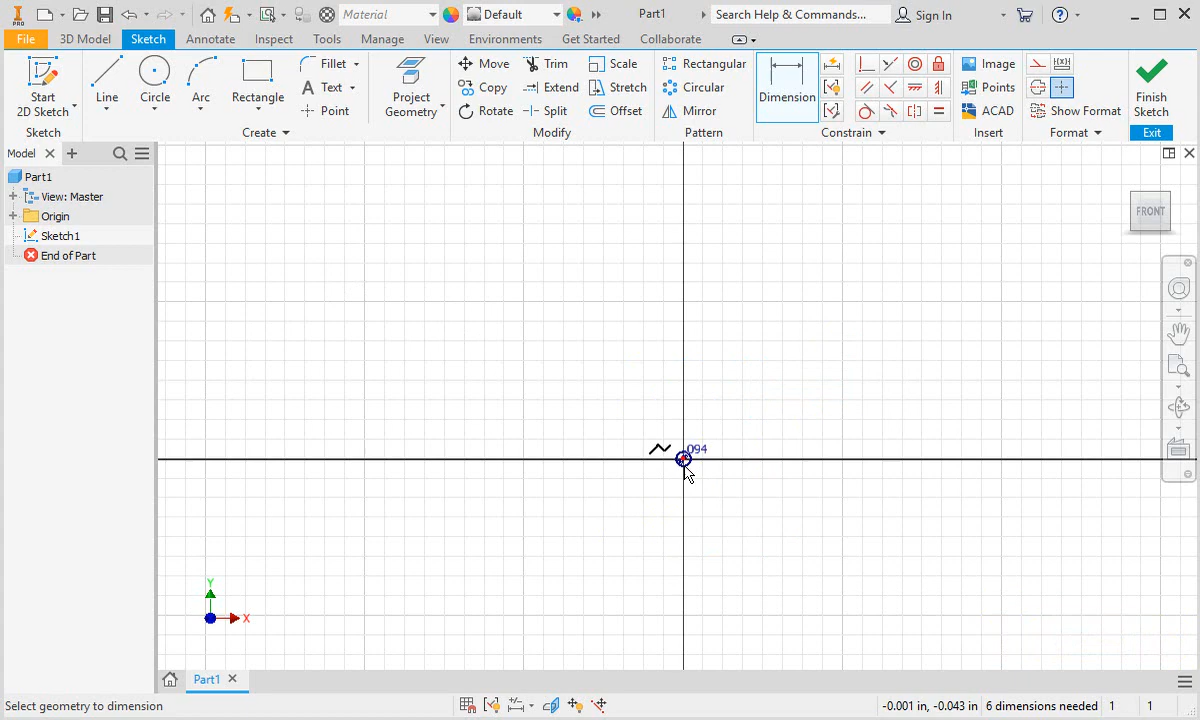 PRO Material Default Part1 Search Help & Commands... Sign In
File 3D Model Sketch Annotate Inspect Tools Manage View Environments Get Started Collaborate
Start 2D Sketch Line Circle Arc Rectangle Fillet Text Point Project Geometry
Move Trim Scale
Copy Extend Stretch
Rotate Split Offset
Rectangular
Circular
Mirror
Dimension
Image
Points
ACAD
Show Format
Finish Sketch
Sketch Create Modify Pattern Constrain Insert Format Exit
Model
Part1
View: Master
Origin
Sketch1
End of Part
FRONT
.094
Y
X
Part1
Select geometry to dimension
-0.001 in, -0.043 in 6 dimensions needed 1 1